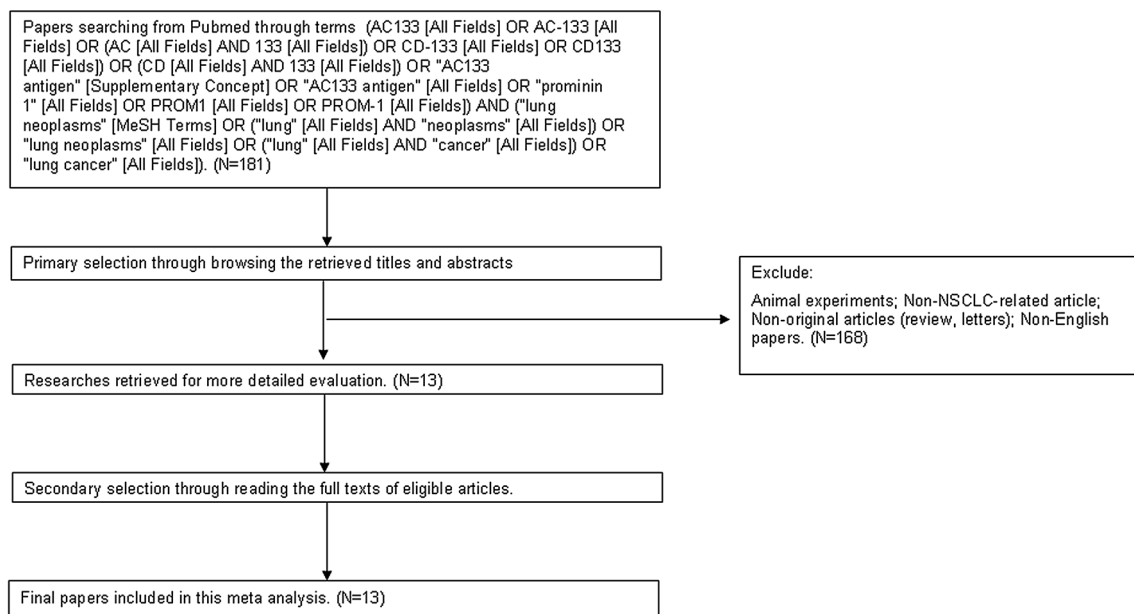 Papers searching from Pubmed through terms (AC133 [All Fields] OR AC-133 [All
Fields] OR (AC [All Fields] AND 133 [All Fields]) OR CD-133 [All Fields] OR CD133
[All Fields]) OR (CD [All Fields] AND 133 [All Fields]) OR "AC133
antigen" [Supplementary Concept] OR "AC133 antigen" [All Fields] OR "prominin
1" [All Fields] OR PROM1 [All Fields] OR PROM-1 [All Fields]) AND ("lung
neoplasms" [MeSH Terms] OR ("lung" [All Fields] AND "neoplasms" [All Fields]) OR
"lung neoplasms" [All Fields] OR ("lung" [All Fields] AND "cancer" [All Fields]) OR
"lung cancer" [All Fields]). (N=181)
Primary selection through browsing the retrieved titles and abstracts
Exclude:
Animal experiments; Non-NSCLC-related article;
Non-original articles (review, letters); Non-English
papers. (N=168)
Researches retrieved for more detailed evaluation. (N=13)
Secondary selection through reading the full texts of eligible articles.
Final papers included in this meta analysis. (N=13)